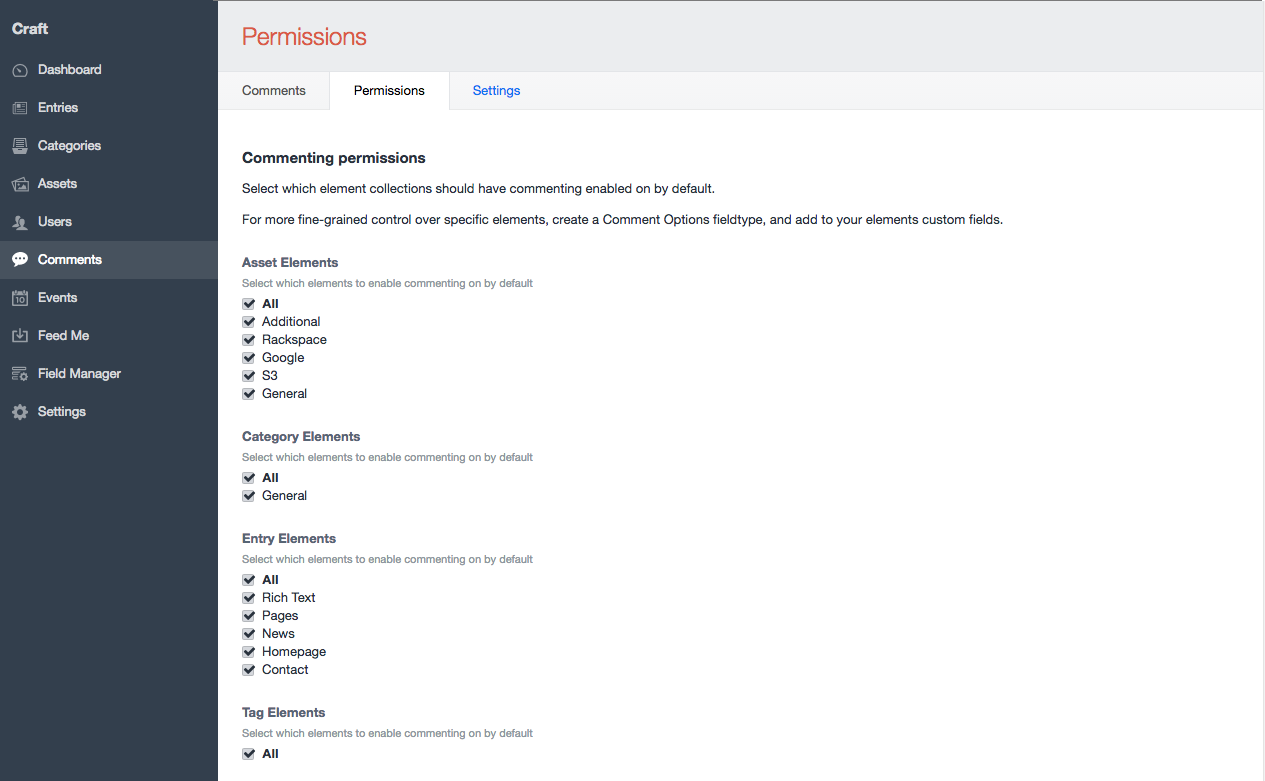 Craft
Dashboard
Entries
Categories
Assets
Users
Comments
10 Events
Feed Me
Field Manager
Settings
Permissions
Comments Permissions Settings
Commenting permissions
Select which element collections should have commenting enabled on by default.
For more fine-grained control over specific elements, create a Comment Options fieldtype, and add to your elements custom fields.
Asset Elements
Select which elements to enable commenting on by default
All
Additional
Rackspace
Google
S3
General
Category Elements
Select which elements to enable commenting on by default
All
General
Entry Elements
Select which elements to enable commenting on by default
All
Rich Text
Pages
News
Homepage
Contact
Tag Elements
Select which elements to enable commenting on by default
All